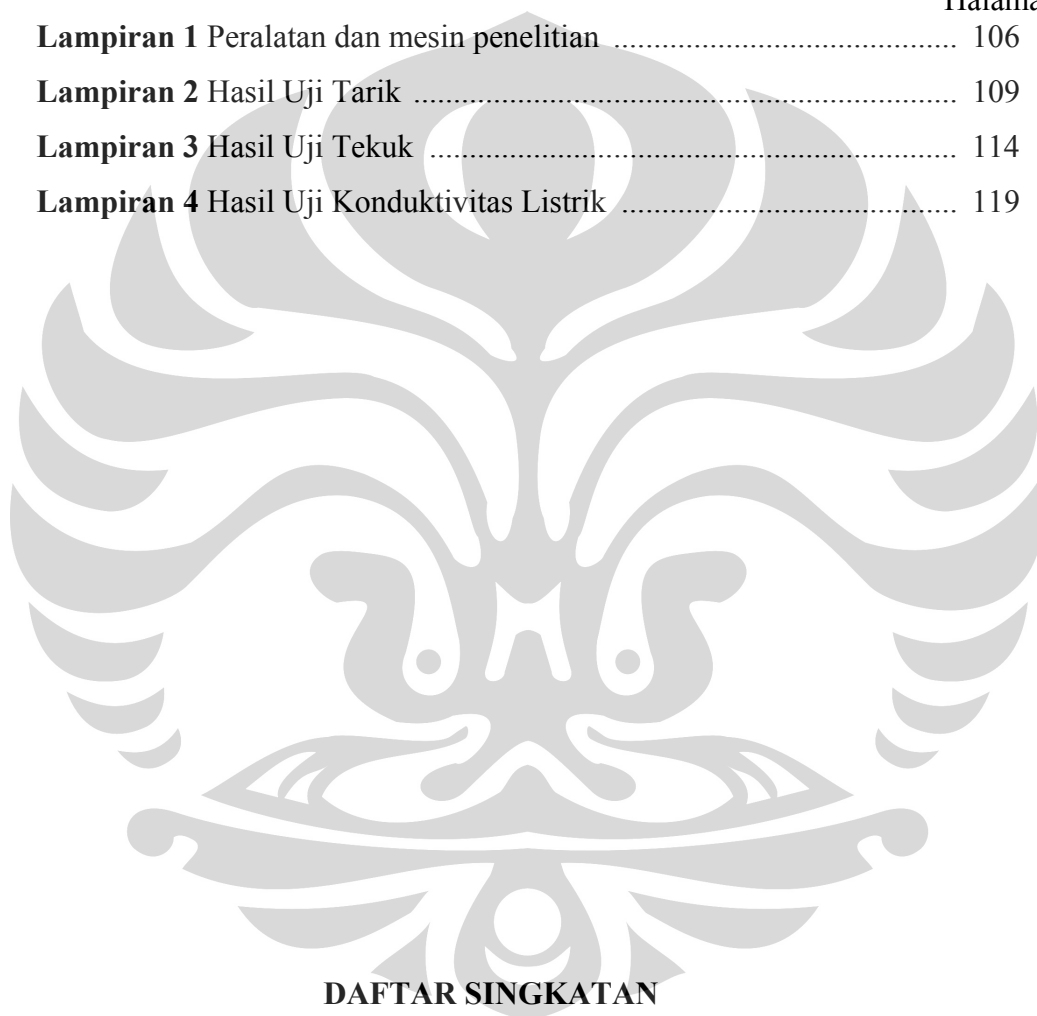 Lampiran 1 Peralatan dan mesin penelitian ........................................... 106
Lampiran 2 Hasil Uji Tarik .................................................................... 109
Lampiran 3 Hasil Uji Tekuk .................................................................. 114
Lampiran 4 Hasil Uji Konduktivitas Listrik .......................................... 119
DAFTAR SINGKATAN